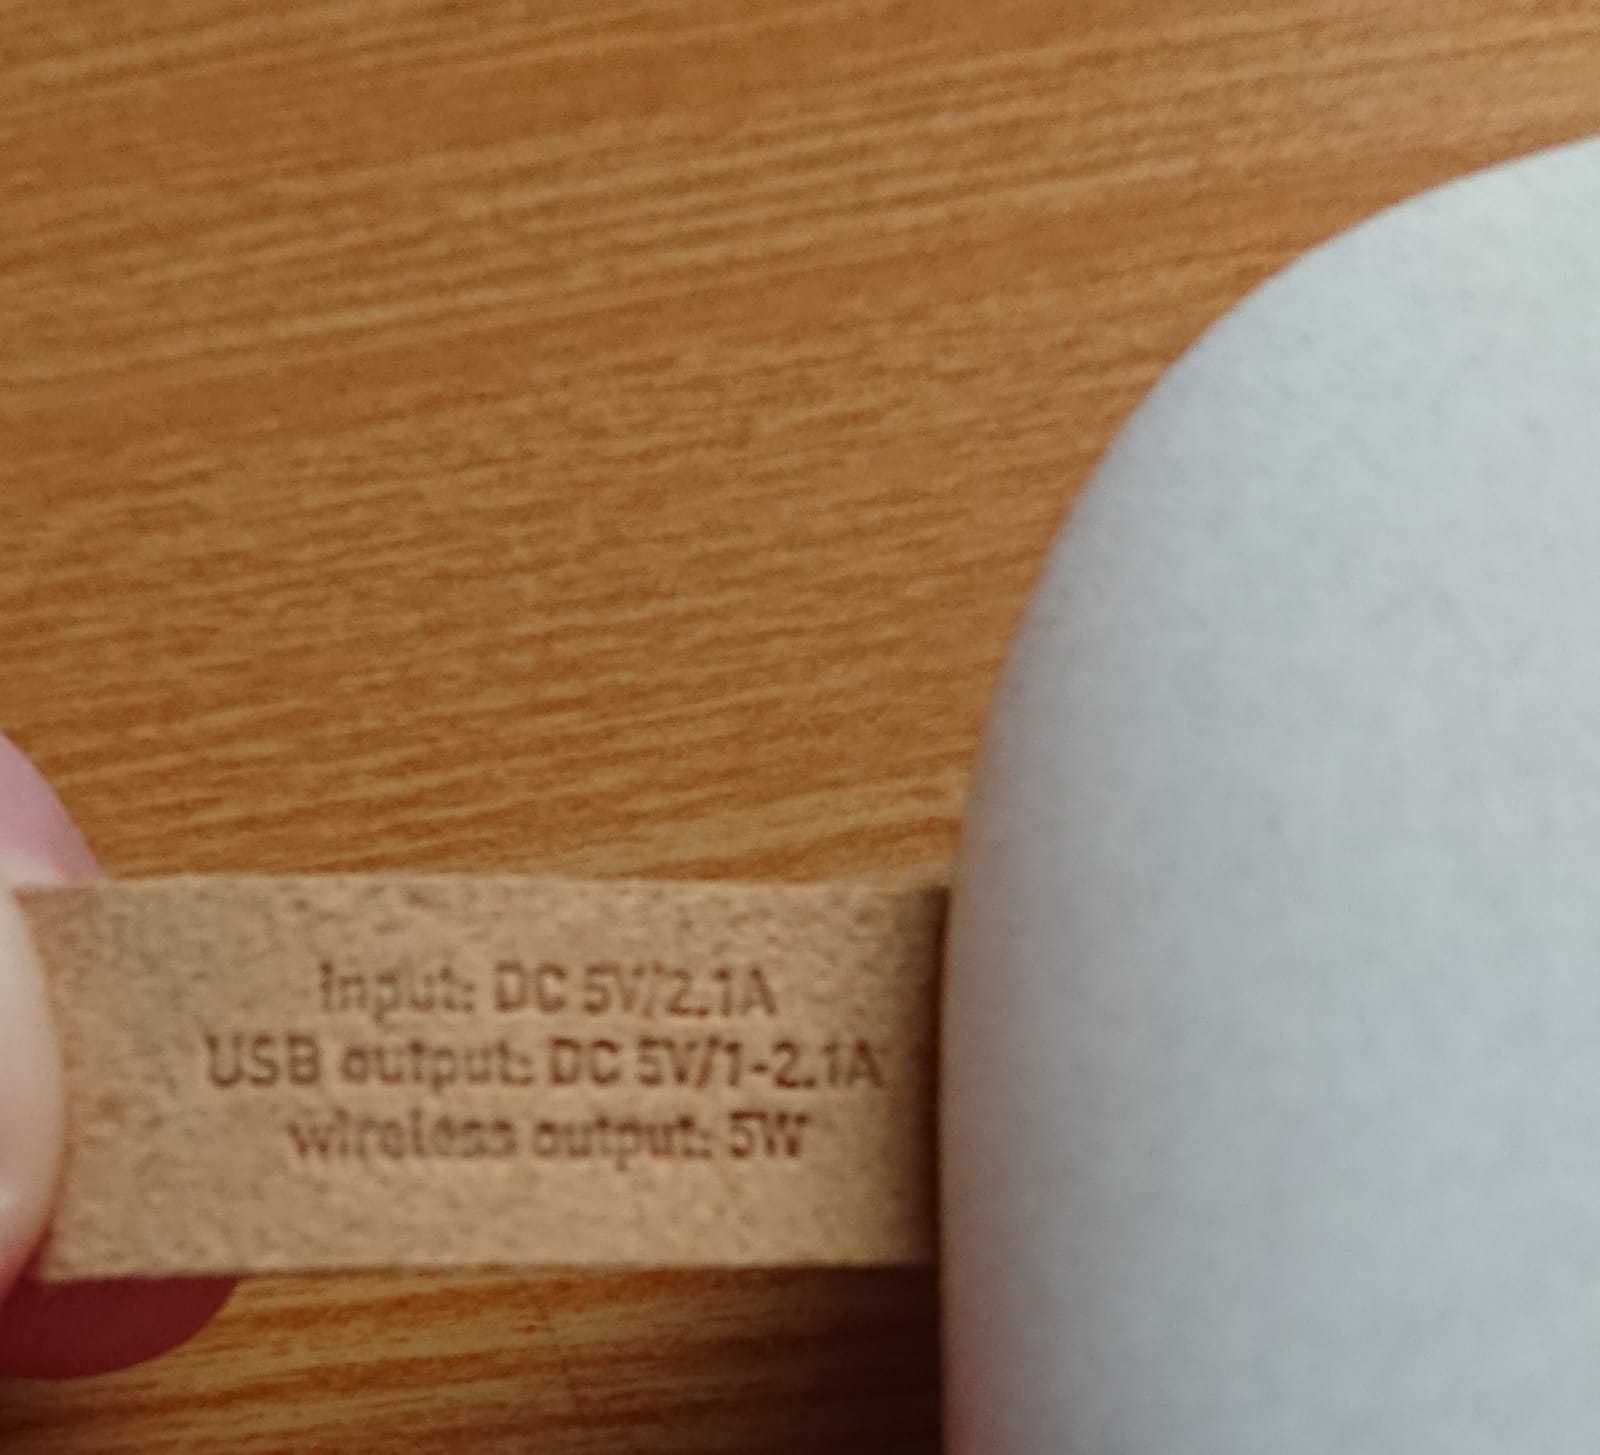 Input: DC 5V/2.1A
USB output: DC 5V/1-2.1A
wireless output: 5W